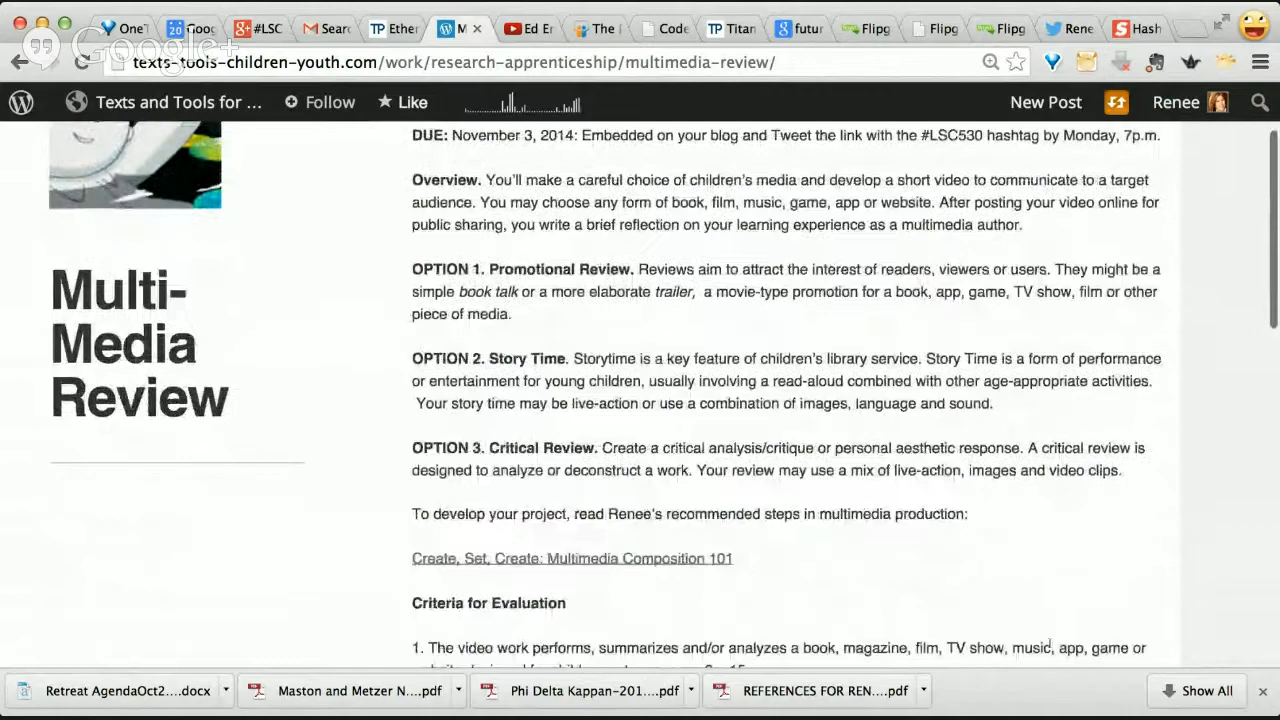 OneT
20 Goo
#LSC
Sear
Ether
M
Ed Er
The I
Code
Titan
futur
Flipg
Flipg
Flipg
Rene
Hash
Google+
texts-tools-children-youth.com/work/research-apprenticeship/multimedia-review/
Texts and Tools for ...
Follow
Like
New Post
Renee
DUE: November 3, 2014: Embedded on your blog and Tweet the link with the #LSC530 hashtag by Monday, 7p.m.
Overview. You'll make a careful choice of children's media and develop a short video to communicate to a target
audience. You may choose any form of book, film, music, game, app or website. After posting your video online for
public sharing, you write a brief reflection on your learning experience as a multimedia author.
Multi-
Media
Review
OPTION 1. Promotional Review. Reviews aim to attract the interest of readers, viewers or users. They might be a
simple book talk or a more elaborate trailer, a movie-type promotion for a book, app, game, TV show, film or other
piece of media.
OPTION 2. Story Time. Storytime is a key feature of children's library service. Story Time is a form of performance
or entertainment for young children, usually involving a read-aloud combined with other age-appropriate activities.
Your story time may be live-action or use a combination of images, language and sound.
OPTION 3. Critical Review. Create a critical analysis/critique or personal aesthetic response. A critical review is
designed to analyze or deconstruct a work. Your review may use a mix of live-action, images and video clips.
To develop your project, read Renee's recommended steps in multimedia production:
Create, Set, Create: Multimedia Composition 101
Criteria for Evaluation
1. The video work performs, summarizes and/or analyzes a book, magazine, film, TV show, music, app, game or
Retreat AgendaOct2....docx
Maston and Metzer N....pdf
Phi Delta Kappan-201....pdf
REFERENCES FOR REN....pdf
Show All